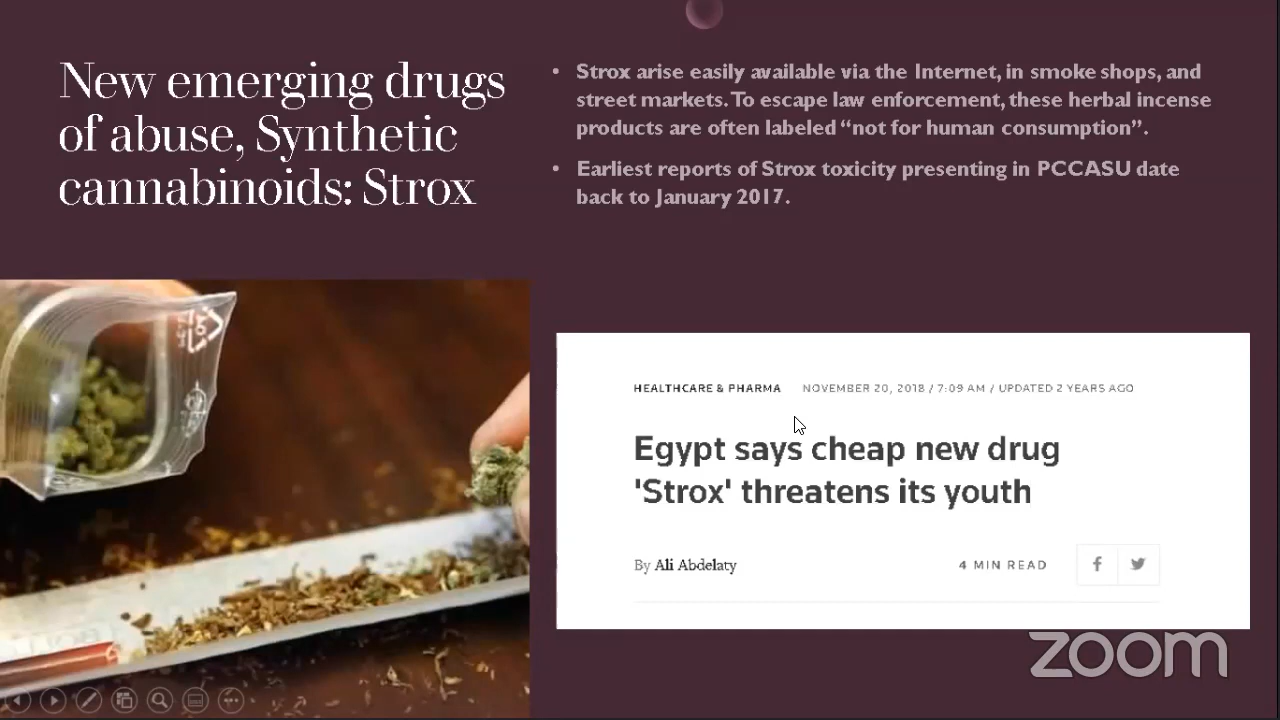 New emerging drugs
of abuse, Synthetic
cannabinoids: Strox
• Strox arise easily available via the Internet, in smoke shops, and
street markets. To escape law enforcement, these herbal incense
products are often labeled “not for human consumption”.
• Earliest reports of Strox toxicity presenting in PCCASU date
back to January 2017.
HEALTHCARE & PHARMA NOVEMBER 20, 2018 / 7:09 AM / UPDATED 2 YEARS AGO
Egypt says cheap new drug
'Strox' threatens its youth
By Ali Abdelaty 4 MIN READ
zoom